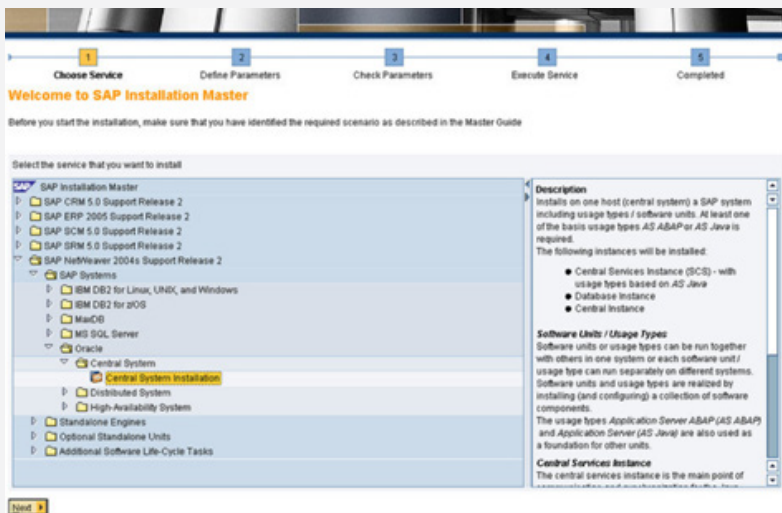 1
2
3
4
5
Choose Service
Define Parameters
Check Parameters
Execute Service
Completed
Welcome to SAP Installation Master
Before you start the installation, make sure that you have identified the required scenario as described in the Master Guide
Select the service that you want to install
SAP SAP Installation Master
SAP CRM 5.0 Support Release 2
SAP ERP 2005 Support Release 2
SAP SCM 5.0 Support Release 2
SAP SRM 5.0 Support Release 2
SAP NetWeaver 2004s Support Release 2
SAP Systems
IBM DB2 for Linux, UNIX, and Windows
IBM DB2 for z/OS
MaxDB
MS SQL Server
Oracle
Central System
Central System Installation
Distributed System
High-Availability System
Standalone Engines
Optional Standalone Units
Additional Software Life-Cycle Tasks
Description
Installs on one host (central system) a SAP system
including usage types / software units. At least one
of the basis usage types AS ABAP or AS Java is
required.
The following instances will be installed:
● Central Services Instance (SCS) - with
usage types based on AS Java
● Database Instance
● Central Instance
Software Units / Usage Types
Software units or usage types can be run together
with others in one system or each software unit /
usage type can run separately on different systems.
Software units and usage types are realized by
installing (and configuring) a collection of software
components.
The usage types Application Server ABAP (AS ABAP)
and Application Server (AS Java) are also used as
a foundation for other units.
Central Services Instance
The central services instance is the main point of
Next